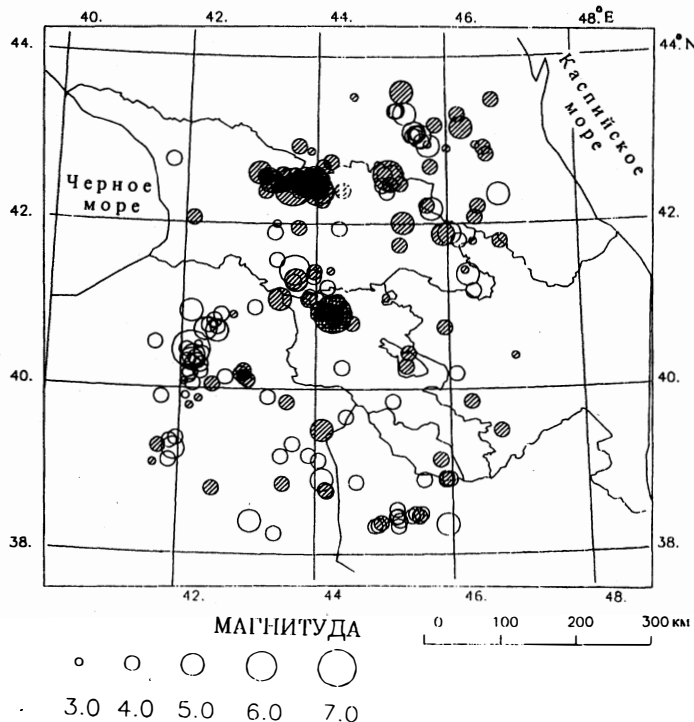 40. 42. 44. 46. 48.°E
44. 44°N
Каспийское
море
Черное
море
42. 42.
40. 40.
38. 38.
42. 44. 46. 48.
МАГНИТУДА
0 100 200 300 км
3.0 4.0 5.0 6.0 7.0